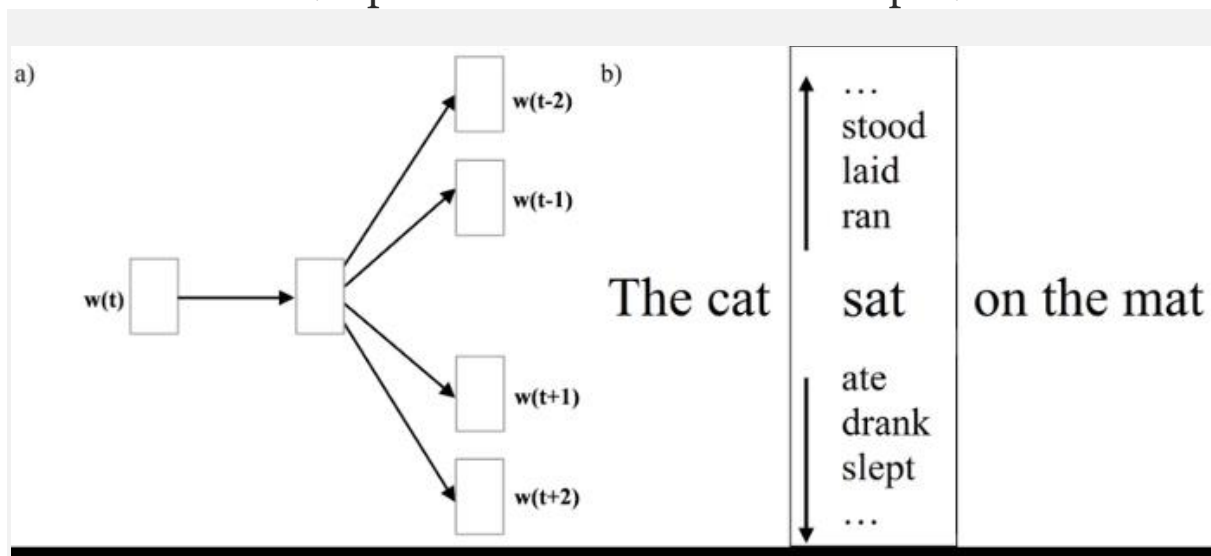 a)
w(t-2)
w(t-1)
w(t)
w(t+1)
w(t+2)
b)
...
stood
laid
ran
The cat sat on the mat
ate
drank
slept
...